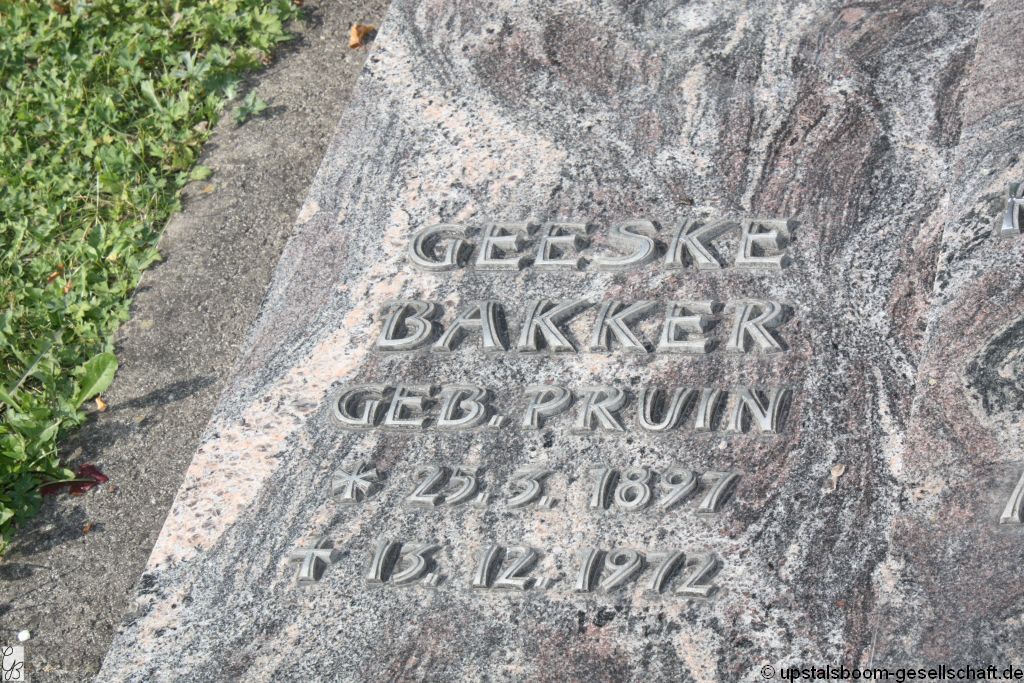 GEESKE
BAKKER
GEB. PRUIN
* 25. 3. 1897
† 13. 12. 1972
© upstalsboom-gesellschaft.de